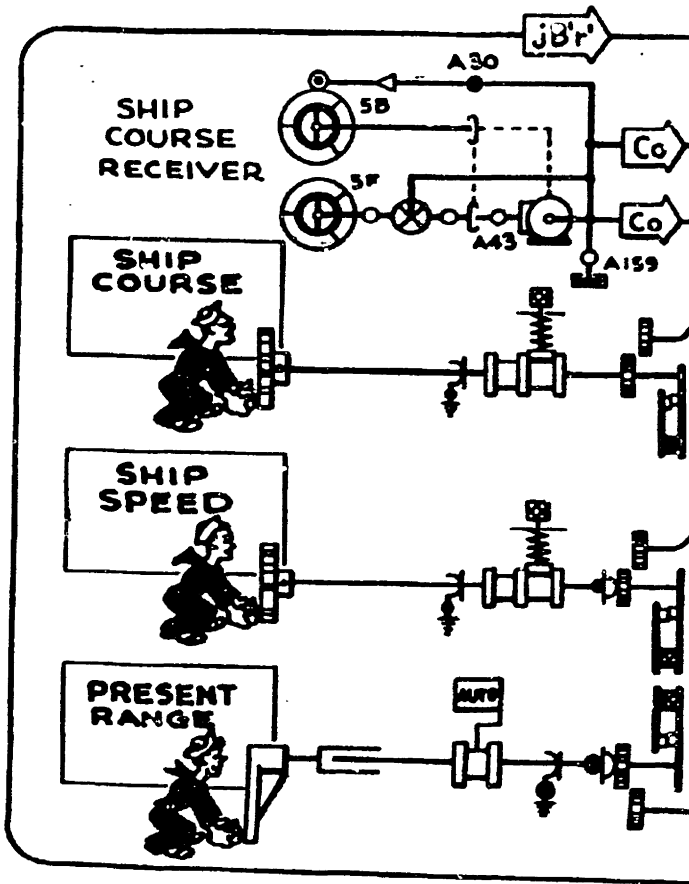 jB'r'
A30
SHIP
COURSE
RECEIVER
5B
Co
5F
Co
A43
A159
SHIP
COURSE
SHIP
SPEED
PRESENT
RANGE
AUTO